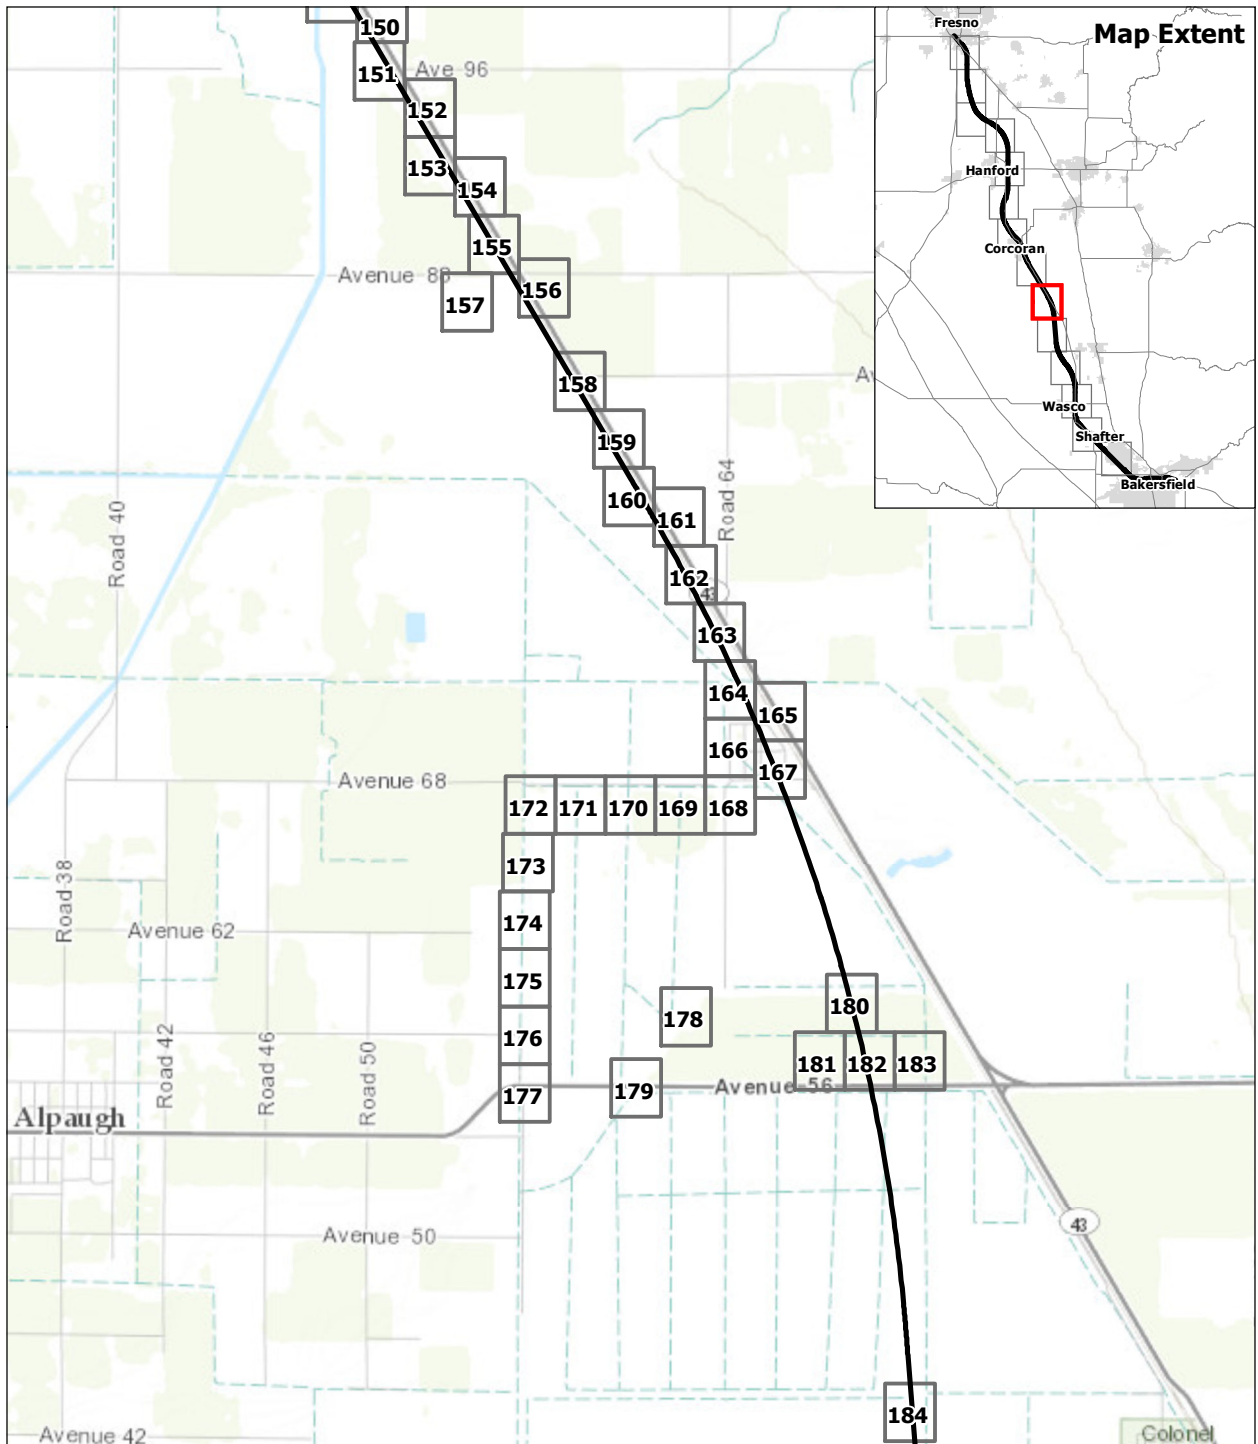 150
Fresno
Map Extent
151
Ave 96
152
153
Hanford
154
155
Corcoran
Avenue 88
156
157
158
Av
159
Wasco
Shafter
Road 64
160
Bakersfield
161
Road 40
162
43
163
164
165
166
167
Avenue 68
172
171
170
169
168
173
Road 38
174
Avenue 62
175
180
178
176
Road 42
Road 46
Road 50
181
182
183
Avenue 56
179
177
Alpaugh
43
Avenue 50
184
Avenue 42
Colonel